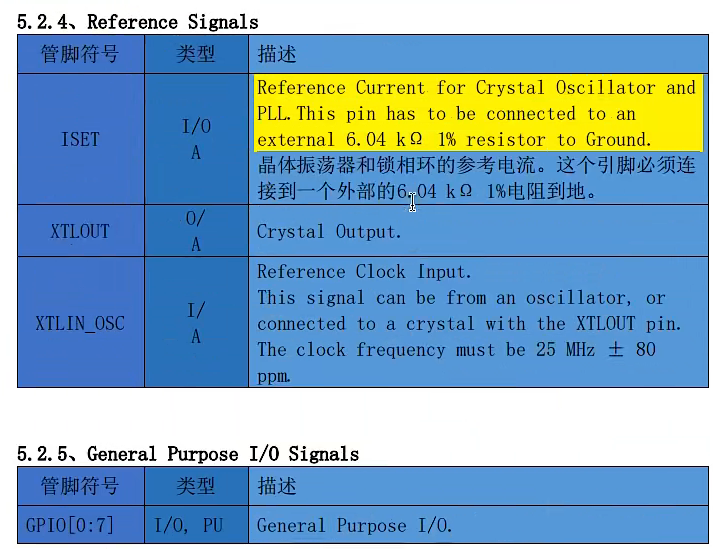 5.2.4、Reference Signals
管脚符号 类型 描述
Reference Current for Crystal Oscillator and
PLL.This pin has to be connected to an
external 6.04 kΩ 1% resistor to Ground.
ISET I/O
A
晶体振荡器和锁相环的参考电流。这个引脚必须连
接到一个外部的6.04 kΩ 1%电阻到地。
XTLOUT O/
A
Crystal Output.
Reference Clock Input.
This signal can be from an oscillator, or
XTLIN_OSC I/
A
connected to a crystal with the XTLOUT pin.
The clock frequency must be 25 MHz ± 80
ppm.
5.2.5、General Purpose I/O Signals
管脚符号 类型 描述
GPIO[0:7] I/O, PU General Purpose I/O.